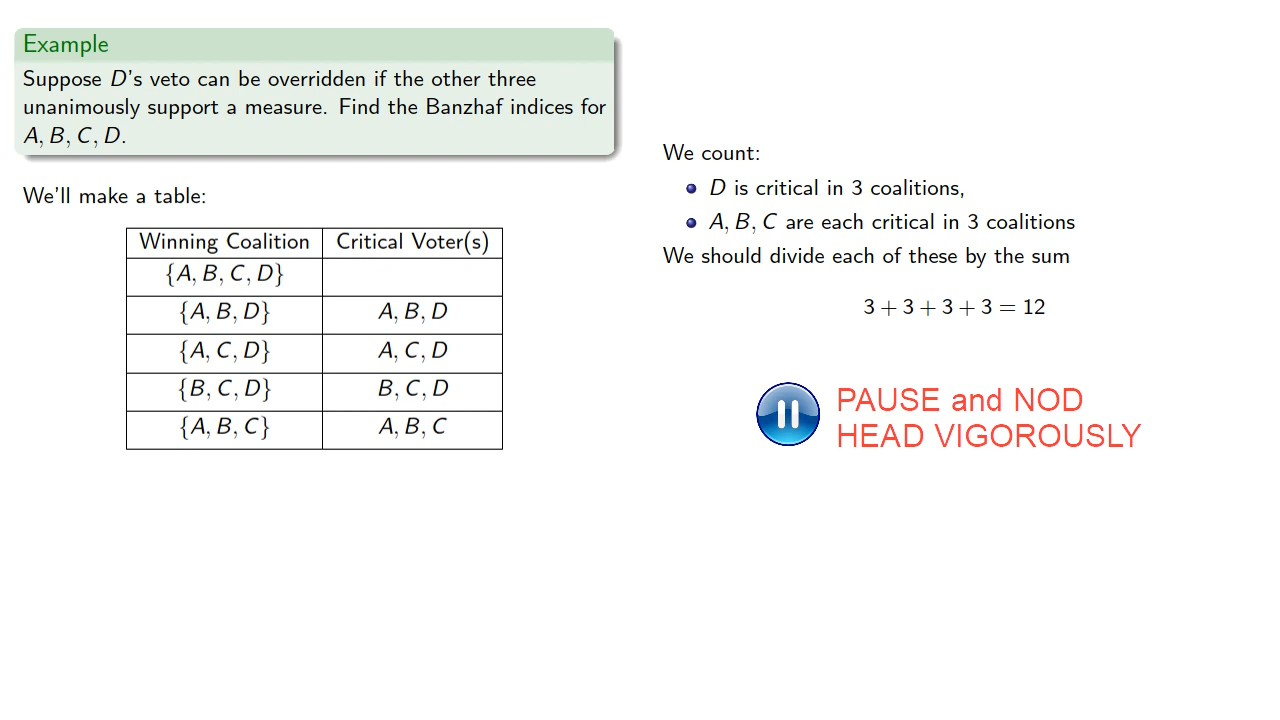 Example
Suppose D's veto can be overridden if the other three
unanimously support a measure. Find the Banzhaf indices for
A, B, C, D.
We'll make a table:
Winning Coalition Critical Voter(s)
{A, B, C, D}
{A, B, D} A, B, D
{A, C, D} A, C, D
{B, C, D} B, C, D
{A, B, C} A, B, C
We count:
D is critical in 3 coalitions,
A, B, C are each critical in 3 coalitions
We should divide each of these by the sum
3 + 3 + 3 + 3 = 12
PAUSE and NOD
HEAD VIGOROUSLY